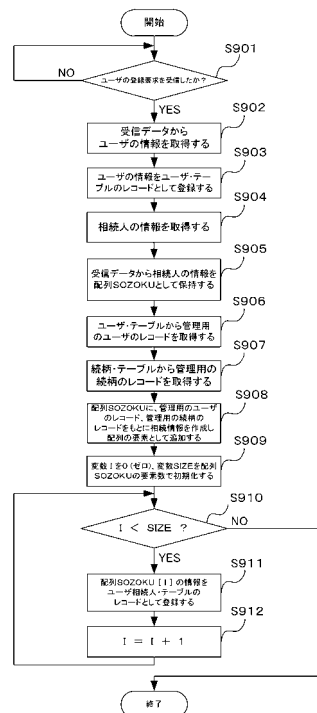 開始
S901
ユーザの登録要求を受信したか?
NO
YES
S902
受信データから
ユーザの情報を取得する
S903
ユーザの情報をユーザ・テー
ブルのレコードとして登録する
S904
相続人の情報を取得する
S905
受信データから相続人の情報を
配列SOZOKUとして保持する
S906
ユーザ・テーブルから管理用
のユーザのレコードを取得する
S907
続柄・テーブルから管理用の
続柄のレコードを取得する
S908
配列SOZOKUに、管理用のユーザ
のレコード、管理用の続柄の
レコードをもとに相続情報を作成し
配列の要素として追加する
S909
変数Iを0(ゼロ)、変数SIZEを配列
SOZOKUの要素数で初期化する
S910
I < SIZE ?
NO
YES
S911
配列SOZOKU[I]の情報を
ユーザ相続人・テーブルの
レコードとして登録する
S912
I = I + 1
終了